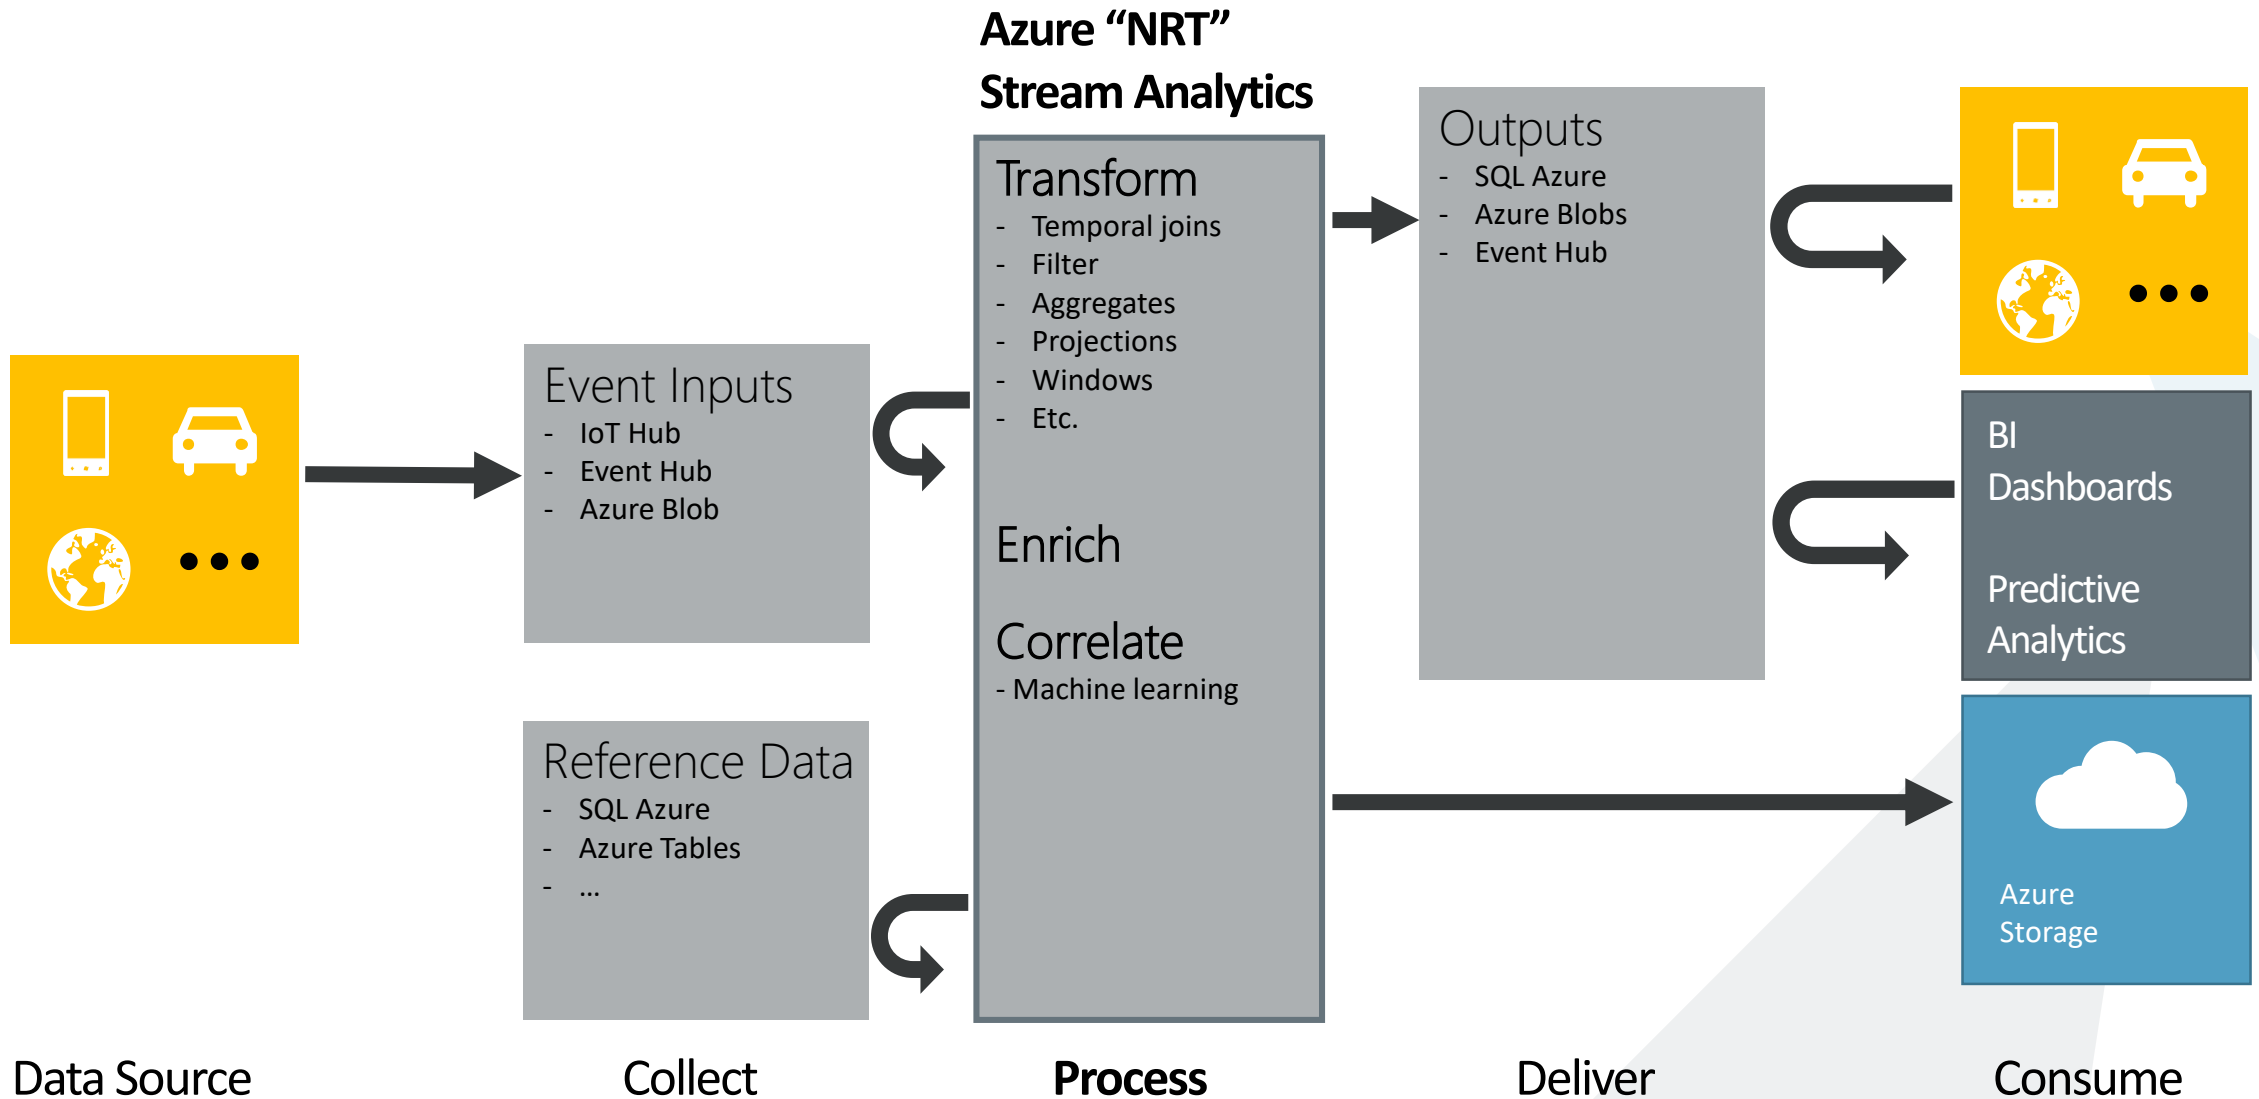 Azure “NRT”
Stream Analytics
Event Inputs
- IoT Hub
- Event Hub
- Azure Blob
Reference Data
- SQL Azure
- Azure Tables
- ...
Transform
- Temporal joins
- Filter
- Aggregates
- Projections
- Windows
- Etc.
Enrich
Correlate
- Machine learning
Outputs
- SQL Azure
- Azure Blobs
- Event Hub
BI
Dashboards
Predictive
Analytics
Azure
Storage
Data Source
Collect
Process
Deliver
Consume